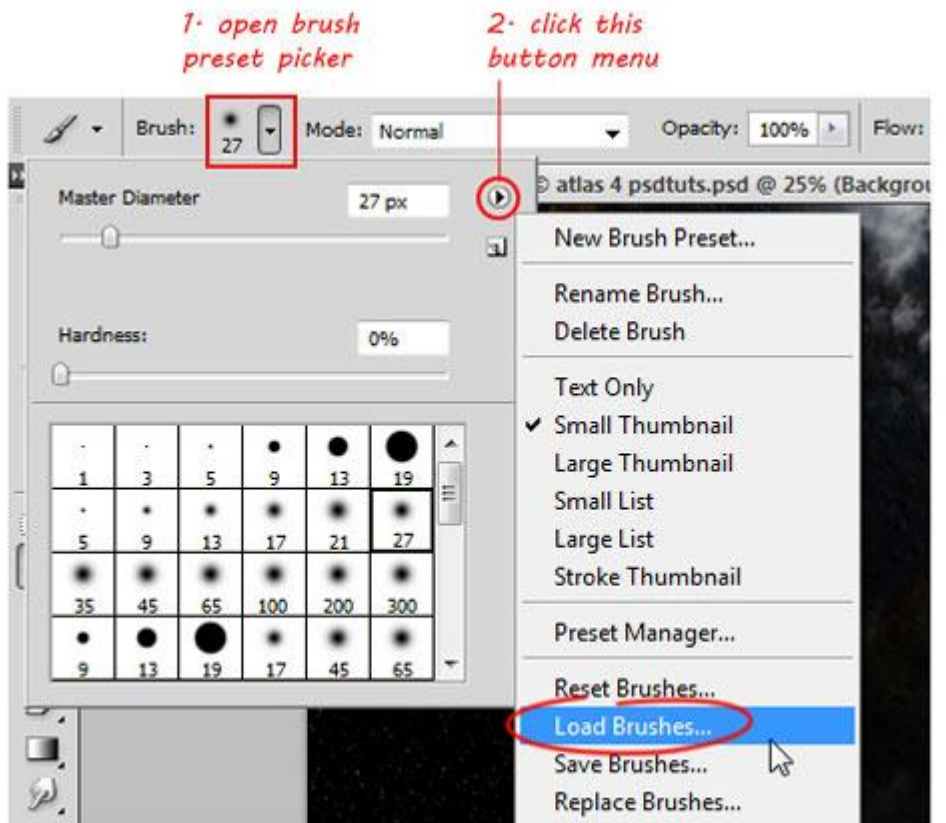 1. open brush
preset picker
2. click this
button menu
Brush:
27
Mode: Normal
Opacity: 100%
Flow:
Master Diameter
27 px
atlas 4 psdtuts.psd @ 25% (Backgrou
Hardness:
0%
1 3 5 9 13 19
5 9 13 17 21 27
35 45 65 100 200 300
9 13 19 17 45 65
New Brush Preset...
Rename Brush...
Delete Brush
Text Only
Small Thumbnail
Large Thumbnail
Small List
Large List
Stroke Thumbnail
Preset Manager...
Reset Brushes...
Load Brushes...
Save Brushes...
Replace Brushes...